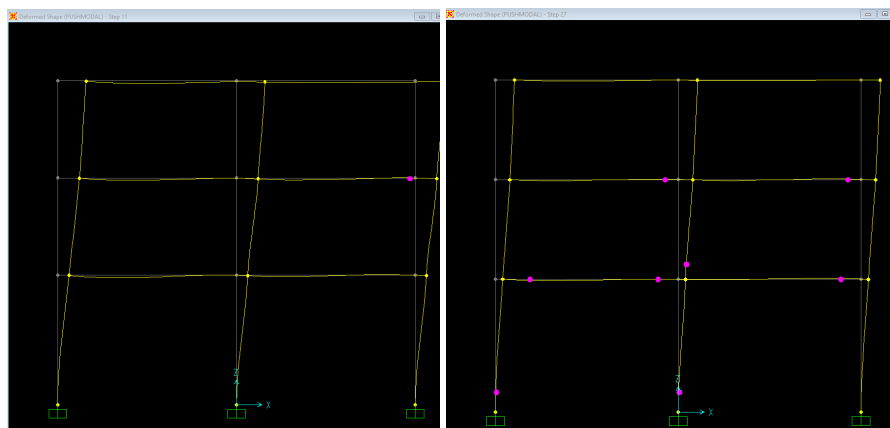 Deformed Shape (PUSHMODAL) - Step 11
Z
X
Deformed Shape (PUSHMODAL) - Step 27
Z
X